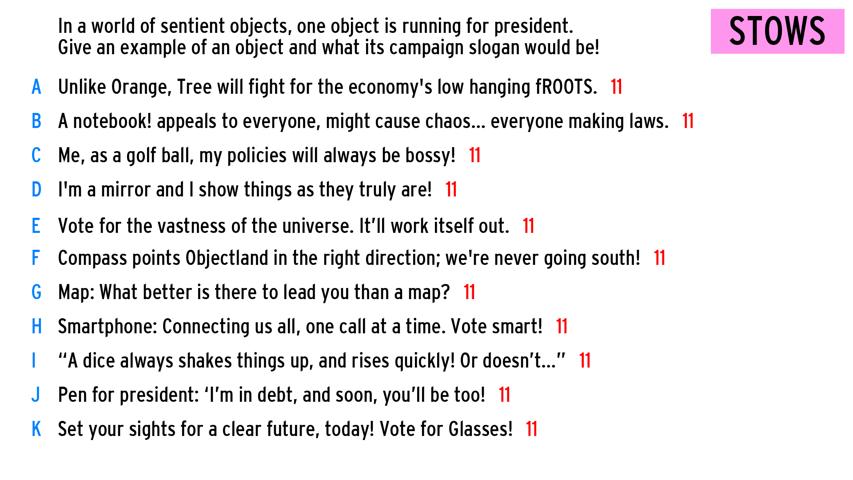 In a world of sentient objects, one object is running for president.
Give an example of an object and what its campaign slogan would be!
STOWS
A Unlike Orange, Tree will fight for the economy's low hanging fROOTS. 11
B A notebook! appeals to everyone, might cause chaos... everyone making laws. 11
C Me, as a golf ball, my policies will always be bossy! 11
D I'm a mirror and I show things as they truly are! 11
E Vote for the vastness of the universe. It’ll work itself out. 11
F Compass points Objectland in the right direction; we're never going south! 11
G Map: What better is there to lead you than a map? 11
H Smartphone: Connecting us all, one call at a time. Vote smart! 11
I “A dice always shakes things up, and rises quickly! Or doesn’t...” 11
J Pen for president: ‘I’m in debt, and soon, you’ll be too! 11
K Set your sights for a clear future, today! Vote for Glasses! 11